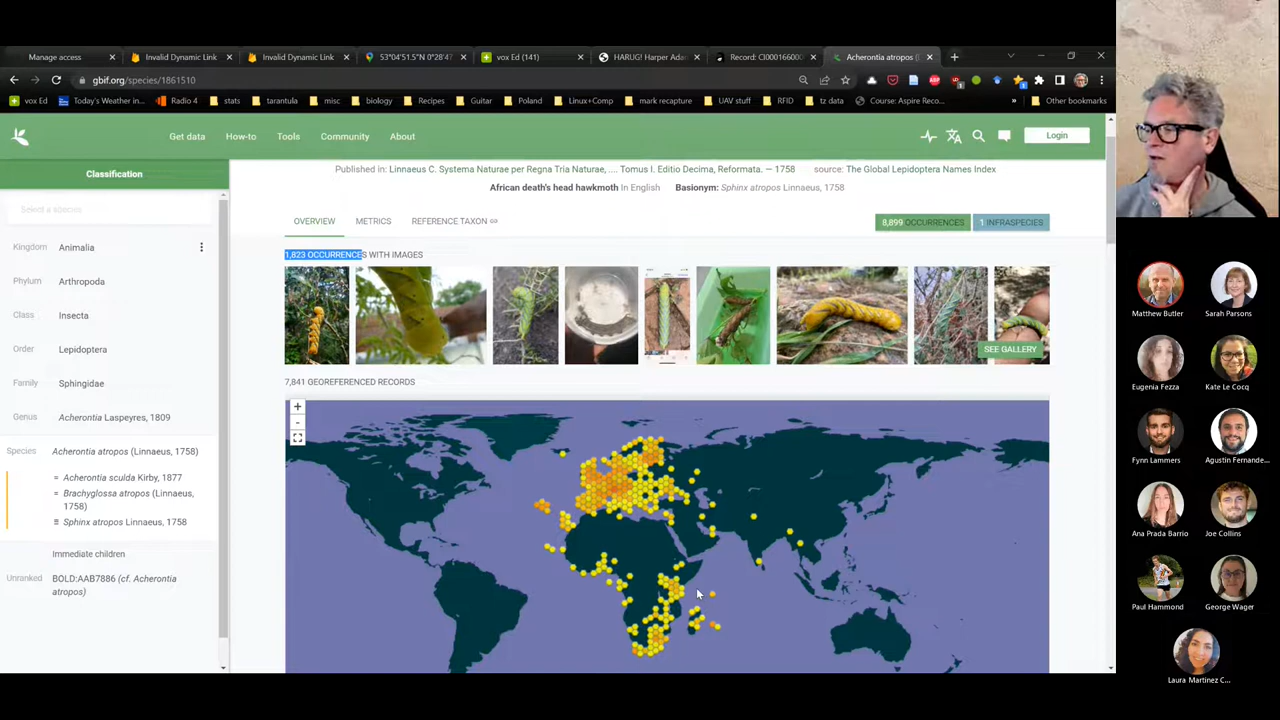 Manage access
Invalid Dynamic Link
Invalid Dynamic Link
53°04'51.5"N 0°28'47
vox Ed (141)
HARUG! Harper Ada
Record: CI00016600
Acherontia atropos (
gbif.org/species/1861510
vox Ed
Today's Weather in...
Radio 4
stats
tarantula
misc
biology
Recipes
Guitar
Poland
Linux+Comp
mark recapture
UAV stuff
RFID
tz data
Course: Aspire Reco...
»
Other bookmarks
Get data
How-to
Tools
Community
About
Login
Classification
Select a species
Kingdom Animalia
Phylum Arthropoda
Class Insecta
Order Lepidoptera
Family Sphingidae
Genus Acherontia Laspeyres, 1809
Species Acherontia atropos (Linnaeus, 1758)
= Acherontia sculda Kirby, 1877
= Brachyglossa atropos (Linnaeus,
1758)
≡ Sphinx atropos Linnaeus, 1758
Immediate children
Unranked BOLD:AAB7886 (cf. Acherontia
atropos)
Published in: Linnaeus C. Systema Naturae per Regna Tria Naturae, .... Tomus I. Editio Decima, Reformata. — 1758 source: The Global Lepidoptera Names Index
African death's head hawkmoth In English Basionym: Sphinx atropos Linnaeus, 1758
OVERVIEW
METRICS
REFERENCE TAXON
8,899 OCCURRENCES
1 INFRASPECIES
1,823 OCCURRENCES WITH IMAGES
SEE GALLERY
7,841 GEOREFERENCED RECORDS
+
-
Matthew Butler
Sarah Parsons
Eugenia Fezza
Kate Le Cocq
Fynn Lammers
Agustin Fernande...
Ana Prada Barrio
Joe Collins
Paul Hammond
George Wager
Laura Martinez C...